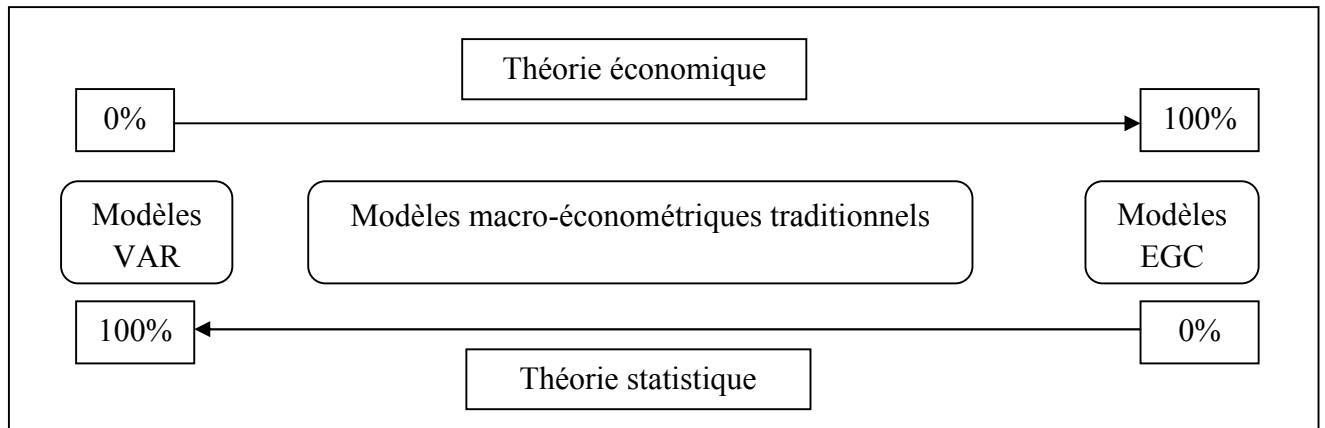 Théorie économique
0%
100%
Modèles
VAR
Modèles macro-économétriques traditionnels
Modèles
EGC
100%
0%
Théorie statistique